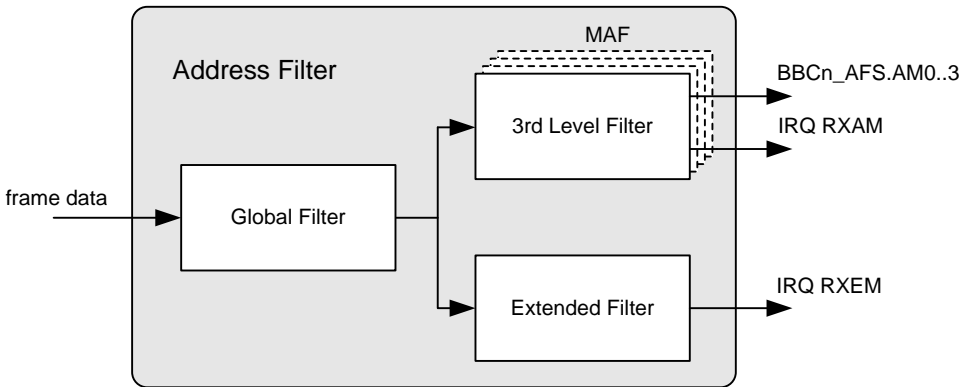 MAF
Address Filter
BBCn_AFS.AM0..3
3rd Level Filter
IRQ RXAM
frame data
Global Filter
IRQ RXEM
Extended Filter